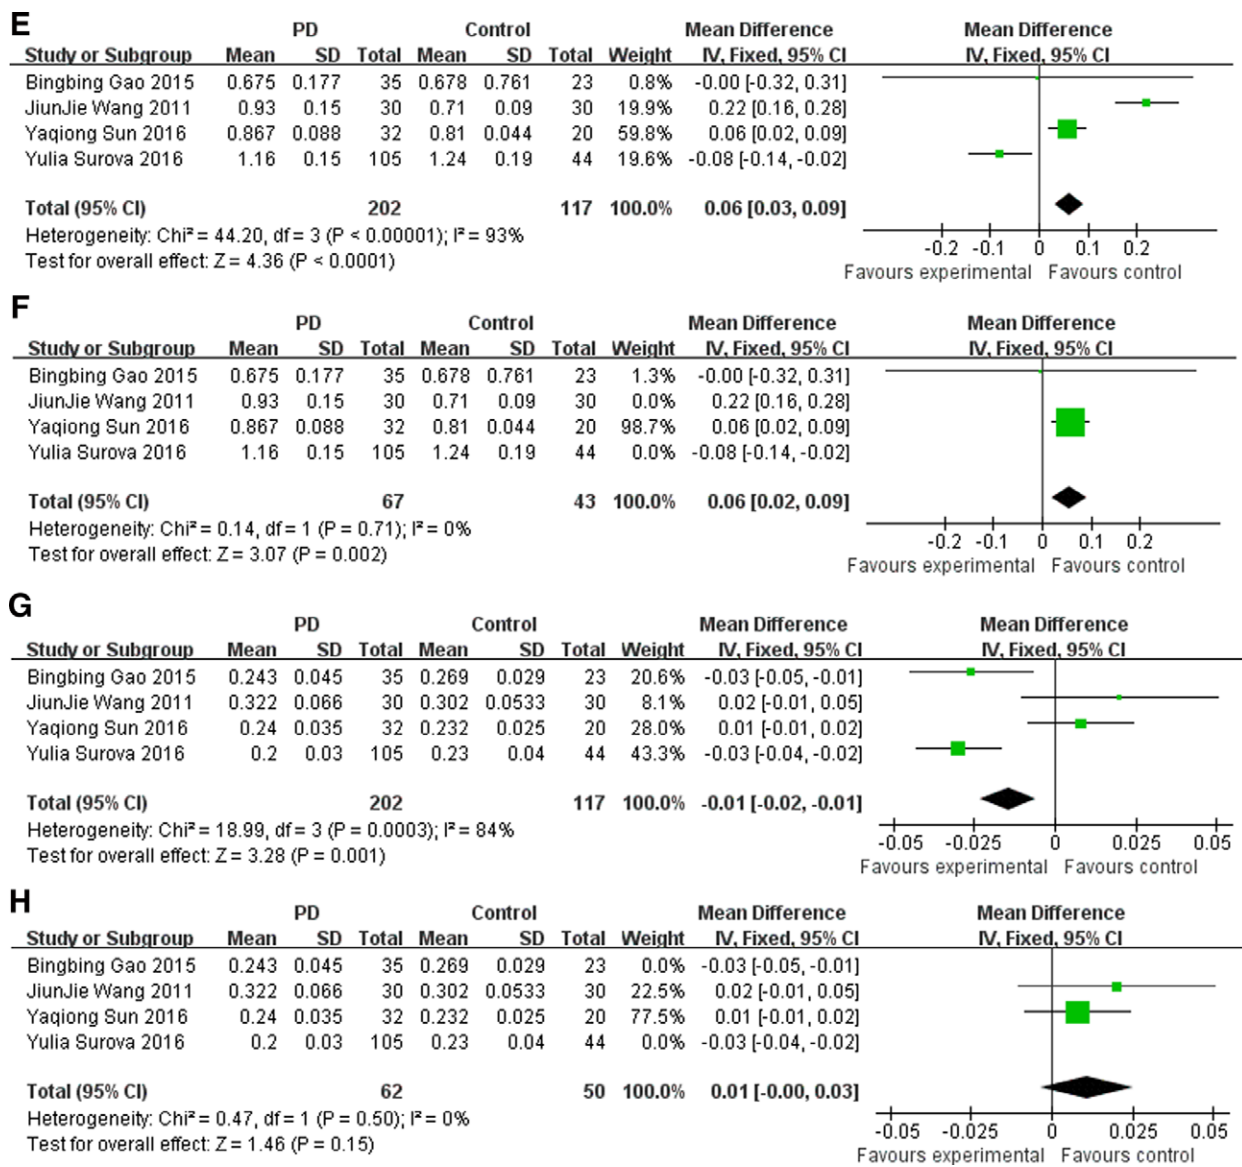 E
PD Control Mean Difference Mean Difference
Study or Subgroup Mean SD Total Mean SD Total Weight IV, Fixed, 95% CI IV, Fixed, 95% CI
Bingbing Gao 2015 0.675 0.177 35 0.678 0.761 23 0.8% -0.00 [-0.32, 0.31]
JiunJie Wang 2011 0.93 0.15 30 0.71 0.09 30 19.9% 0.22 [0.16, 0.28]
Yaqiong Sun 2016 0.867 0.088 32 0.81 0.044 20 59.8% 0.06 [0.02, 0.09]
Yulia Surova 2016 1.16 0.15 105 1.24 0.19 44 19.6% -0.08 [-0.14, -0.02]
Total (95% CI) 202 117 100.0% 0.06 [0.03, 0.09]
Heterogeneity: Chi² = 44.20, df = 3 (P < 0.00001); I² = 93%
Test for overall effect: Z = 4.36 (P < 0.0001)
-0.2 -0.1 0 0.1 0.2
Favours experimental Favours control
F
PD Control Mean Difference Mean Difference
Study or Subgroup Mean SD Total Mean SD Total Weight IV, Fixed, 95% CI IV, Fixed, 95% CI
Bingbing Gao 2015 0.675 0.177 35 0.678 0.761 23 1.3% -0.00 [-0.32, 0.31]
JiunJie Wang 2011 0.93 0.15 30 0.71 0.09 30 0.0% 0.22 [0.16, 0.28]
Yaqiong Sun 2016 0.867 0.088 32 0.81 0.044 20 98.7% 0.06 [0.02, 0.09]
Yulia Surova 2016 1.16 0.15 105 1.24 0.19 44 0.0% -0.08 [-0.14, -0.02]
Total (95% CI) 67 43 100.0% 0.06 [0.02, 0.09]
Heterogeneity: Chi² = 0.14, df = 1 (P = 0.71); I² = 0%
Test for overall effect: Z = 3.07 (P = 0.002)
-0.2 -0.1 0 0.1 0.2
Favours experimental Favours control
G
PD Control Mean Difference Mean Difference
Study or Subgroup Mean SD Total Mean SD Total Weight IV, Fixed, 95% CI IV, Fixed, 95% CI
Bingbing Gao 2015 0.243 0.045 35 0.269 0.029 23 20.6% -0.03 [-0.05, -0.01]
JiunJie Wang 2011 0.322 0.066 30 0.302 0.0533 30 8.1% 0.02 [-0.01, 0.05]
Yaqiong Sun 2016 0.24 0.035 32 0.232 0.025 20 28.0% 0.01 [-0.01, 0.02]
Yulia Surova 2016 0.2 0.03 105 0.23 0.04 44 43.3% -0.03 [-0.04, -0.02]
Total (95% CI) 202 117 100.0% -0.01 [-0.02, -0.01]
Heterogeneity: Chi² = 18.99, df = 3 (P = 0.0003); I² = 84%
Test for overall effect: Z = 3.28 (P = 0.001)
-0.05 -0.025 0 0.025 0.05
Favours experimental Favours control
H
PD Control Mean Difference Mean Difference
Study or Subgroup Mean SD Total Mean SD Total Weight IV, Fixed, 95% CI IV, Fixed, 95% CI
Bingbing Gao 2015 0.243 0.045 35 0.269 0.029 23 0.0% -0.03 [-0.05, -0.01]
JiunJie Wang 2011 0.322 0.066 30 0.302 0.0533 30 22.5% 0.02 [-0.01, 0.05]
Yaqiong Sun 2016 0.24 0.035 32 0.232 0.025 20 77.5% 0.01 [-0.01, 0.02]
Yulia Surova 2016 0.2 0.03 105 0.23 0.04 44 0.0% -0.03 [-0.04, -0.02]
Total (95% CI) 62 50 100.0% 0.01 [-0.00, 0.03]
Heterogeneity: Chi² = 0.47, df = 1 (P = 0.50); I² = 0%
Test for overall effect: Z = 1.46 (P = 0.15)
-0.05 -0.025 0 0.025 0.05
Favours experimental Favours control